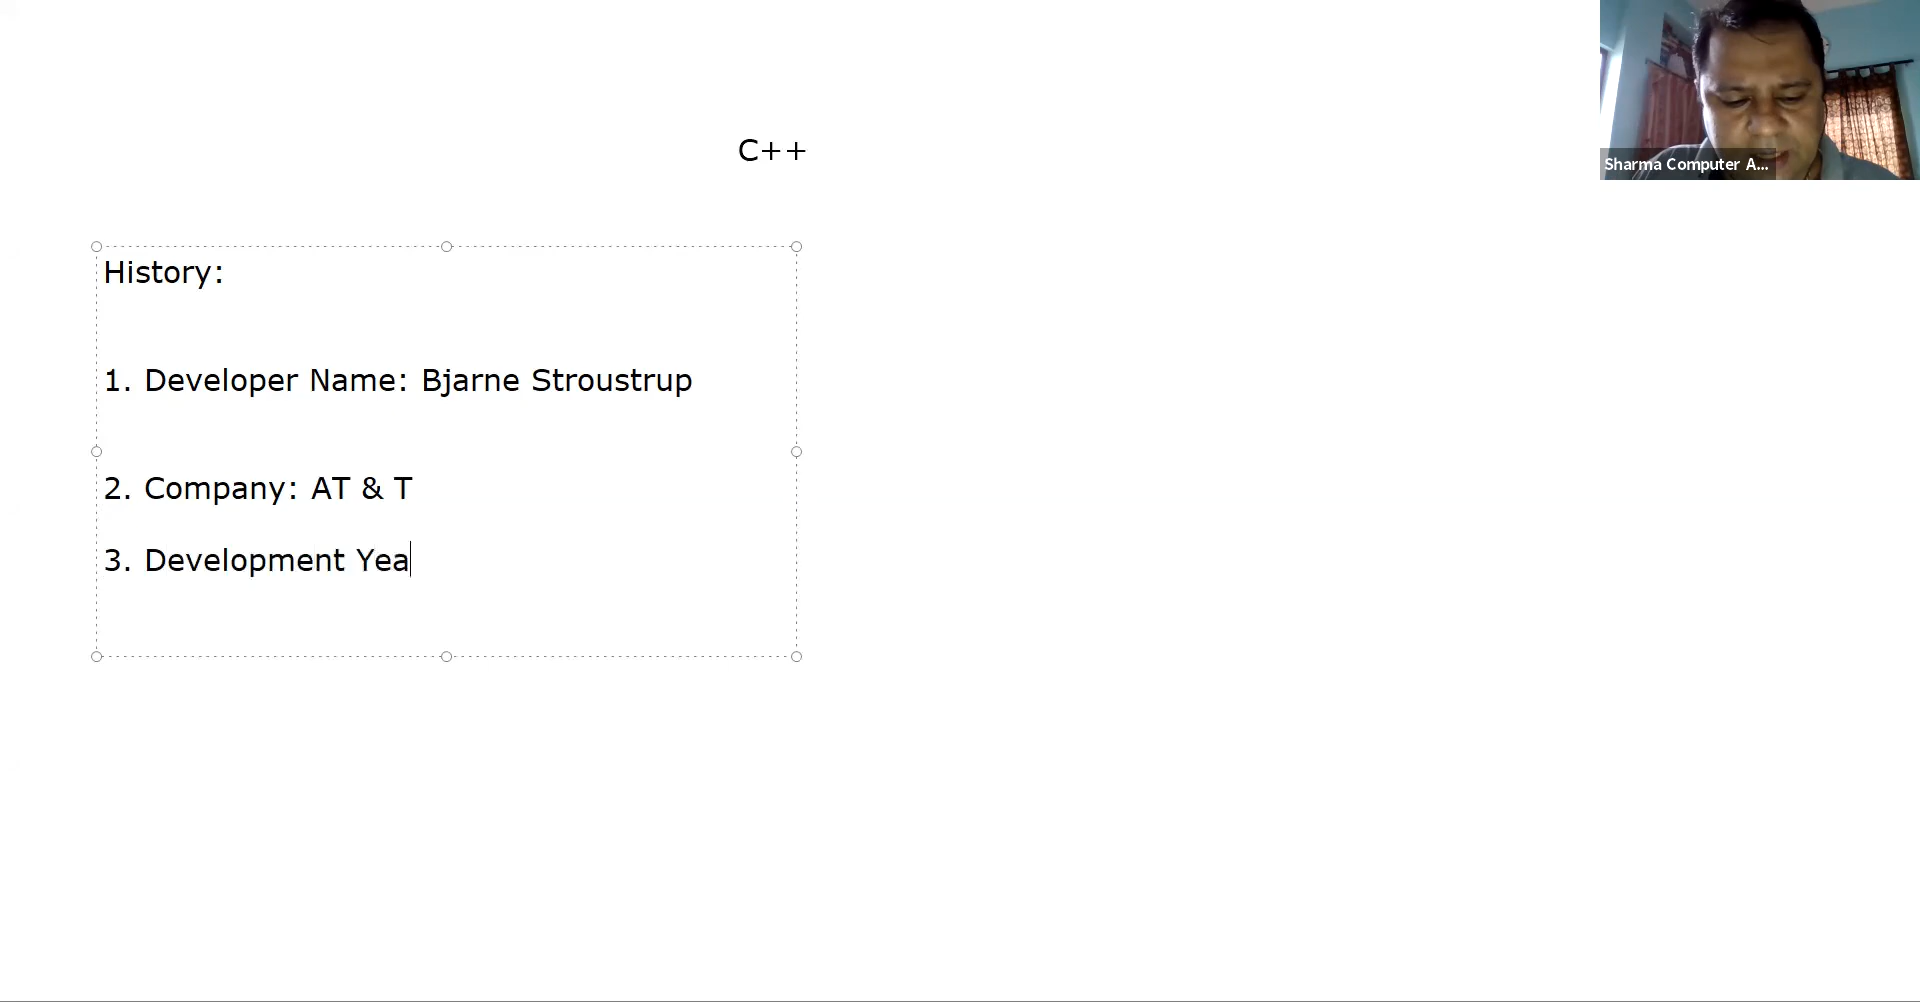 C++
Sharma Computer A...
History:
1. Developer Name: Bjarne Stroustrup
2. Company: AT & T
3. Development Yea